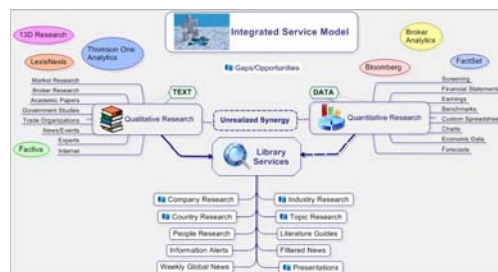 13D Research
Thomson One
Analytics
LexisNexis
Integrated Service Model
Broker
Analytics
Bloomberg
FactSet
Gaps/Opportunities
Market Research
Broker Research
Academic Papers
Government Studies
Trade Organizations
News/Events
Experts
Internet
Factiva
TEXT
Qualitative Research
Unrealized Synergy
DATA
Quantitative Research
Screening
Financial Statement
Earnings
Benchmarks
Custom Spreadshee
Charts
Economic Data
Forecasts
Library
Services
Company Research
Country Research
People Research
Information Alerts
Weekly Global News
Industry Research
Topic Research
Literature Guides
Filtered News
Presentations